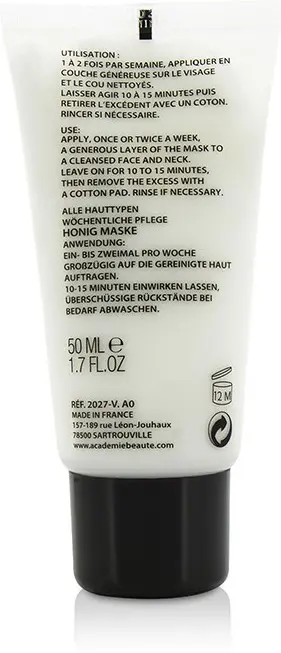 UTILISATION :
1 À 2 FOIS PAR SEMAINE, APPLIQUER EN
COUCHE GÉNÉREUSE SUR LE VISAGE
ET LE COU NETTOYÉS.
LAISSER AGIR 10 À 15 MINUTES PUIS
RETIRER L'EXCÉDENT AVEC UN COTON.
RINCER SI NÉCESSAIRE.
USE:
APPLY, ONCE OR TWICE A WEEK,
A GENEROUS LAYER OF THE MASK TO
A CLEANSED FACE AND NECK.
LEAVE ON FOR 10 TO 15 MINUTES,
THEN REMOVE THE EXCESS WITH
A COTTON PAD. RINSE IF NECESSARY.
ALLE HAUTTYPEN
WÖCHENTLICHE PFLEGE
HONIG MASKE
ANWENDUNG:
EIN- BIS ZWEIMAL PRO WOCHE
GROßZÜGIG AUF DIE GEREINIGTE HAUT
AUFTRAGEN.
10-15 MINUTEN EINWIRKEN LASSEN,
ÜBERSCHÜSSIGE RÜCKSTÄNDE BEI
BEDARF ABWASCHEN.
50 ML e
1.7 FL.OZ
12 M
RÉF. 2027-V. A0
MADE IN FRANCE
157-189 rue Léon-Jouhaux
78500 SARTROUVILLE
www.academiebeaute.com